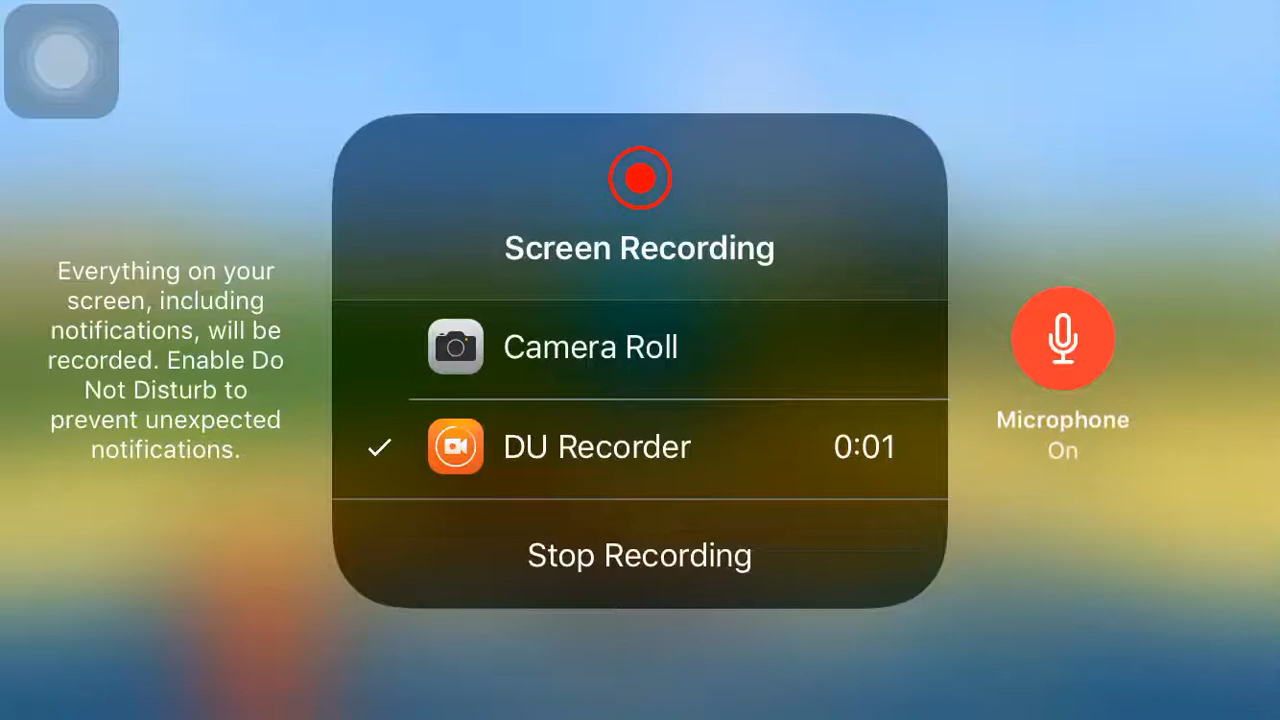 Screen Recording
Everything on your
screen, including
notifications, will be
recorded. Enable Do
Not Disturb to
prevent unexpected
notifications.
Camera Roll
DU Recorder 0:01
Stop Recording
Microphone
On